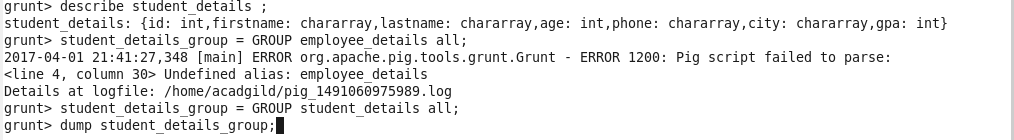 grunt> describe student_details ;
student_details: {id: int,firstname: chararray,lastname: chararray,age: int,phone: chararray,city: chararray,gpa: int}
grunt> student_details_group = GROUP employee_details all;
2017-04-01 21:41:27,348 [main] ERROR org.apache.pig.tools.grunt.Grunt - ERROR 1200: Pig script failed to parse:
<line 4, column 30> Undefined alias: employee_details
Details at logfile: /home/acadgild/pig_1491060975989.log
grunt> student_details_group = GROUP student_details all;
grunt> dump student_details_group;